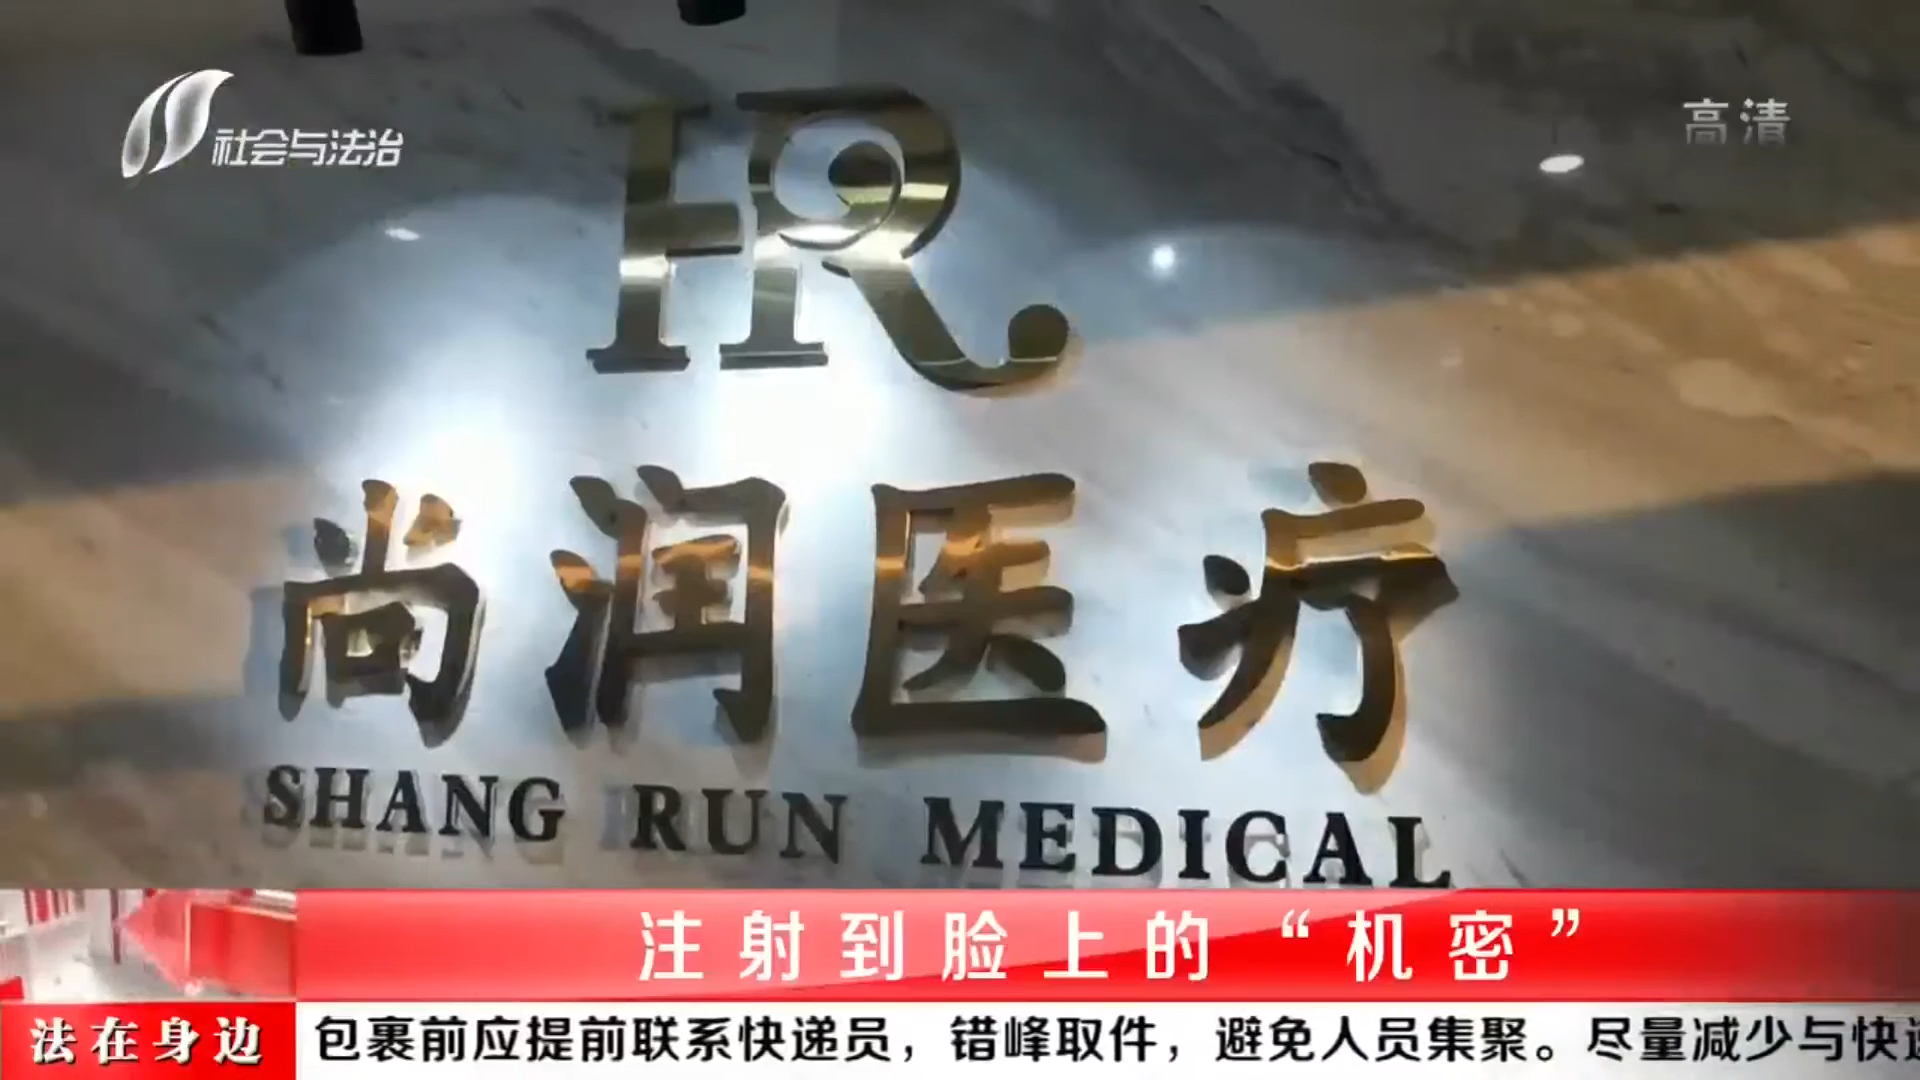 社会与法治
高清
HR
尚润医疗
SHANG RUN MEDICAL
注射到脸上的“机密”
法在身边
包裹前应提前联系快递员，错峰取件，避免人员集聚。尽量减少与快递